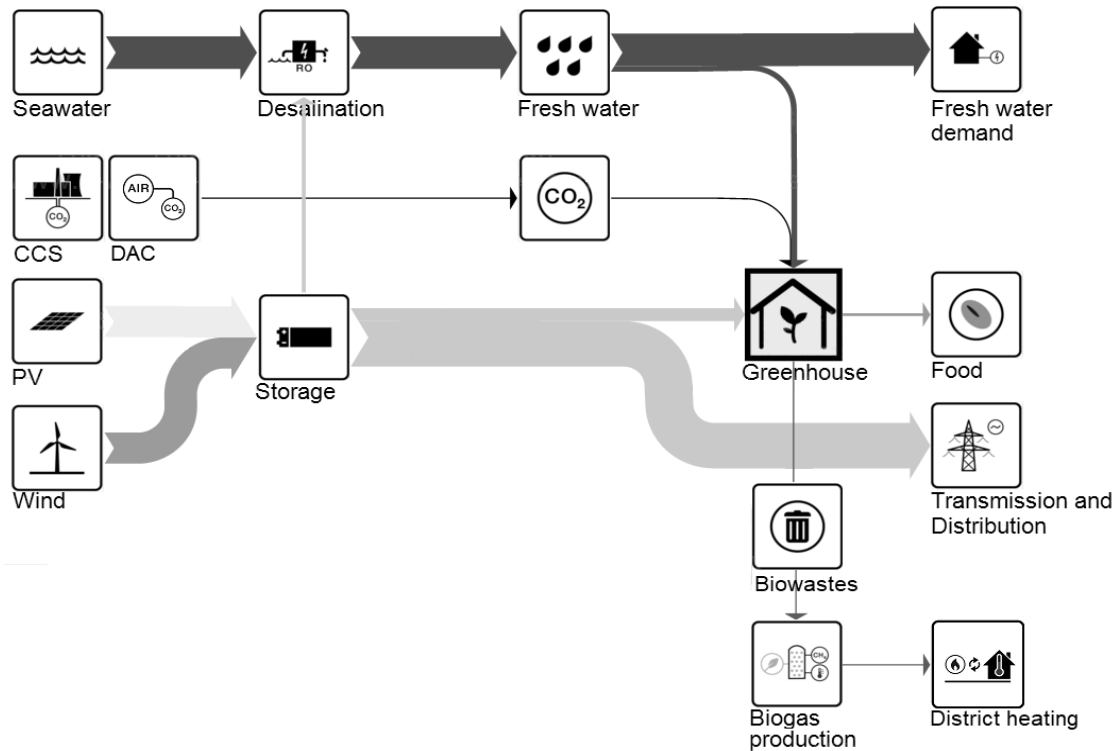 RO
Seawater
Desalination
Fresh water
Fresh water
demand
CO₂
AIR
CO₂
CO₂
CCS
DAC
PV
Storage
Greenhouse
Food
Wind
Transmission and
Distribution
Biowastes
CH₄
Biogas
production
District heating